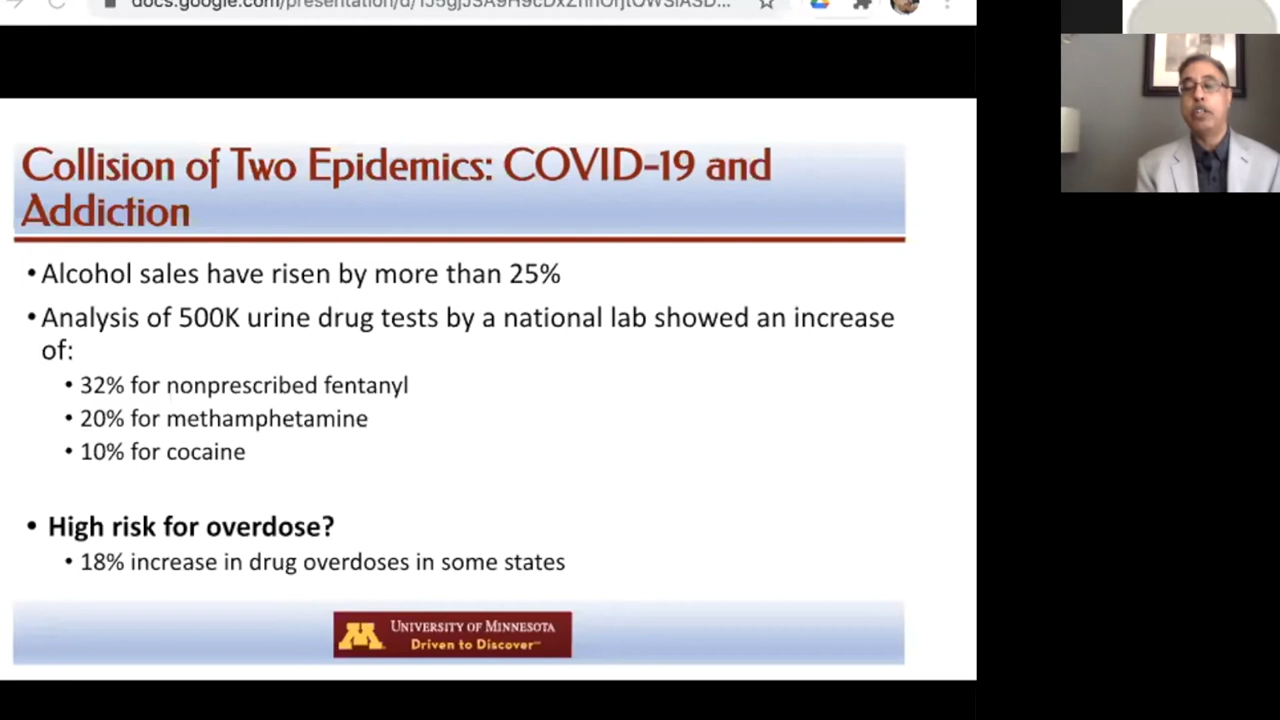 Collision of Two Epidemics: COVID-19 and
Addiction
•Alcohol sales have risen by more than 25%
•Analysis of 500K urine drug tests by a national lab showed an increase
of:
• 32% for nonprescribed fentanyl
• 20% for methamphetamine
• 10% for cocaine
• High risk for overdose?
• 18% increase in drug overdoses in some states
M UNIVERSITY OF MINNESOTA
Driven to Discover℠